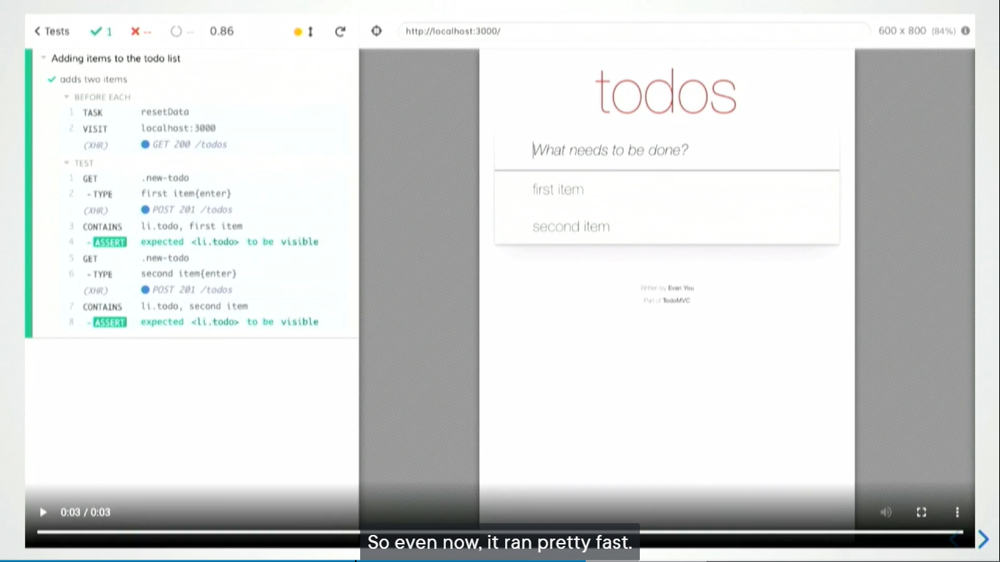 Tests 1 -- -- 0.86 http://localhost:3000/ 600 x 800 (84%)
Adding items to the todo list
adds two items
BEFORE EACH
1 TASK resetData
2 VISIT localhost:3000
(XHR) GET 200 /todos
TEST
1 GET .new-todo
2 -TYPE first item{enter}
(XHR) POST 201 /todos
3 CONTAINS li.todo, first item
4 -ASSERT expected <li.todo> to be visible
5 GET .new-todo
6 -TYPE second item{enter}
(XHR) POST 201 /todos
7 CONTAINS li.todo, second item
8 -ASSERT expected <li.todo> to be visible
todos
What needs to be done?
first item
second item
Written by Evan You
Part of TodoMVC
0:03 / 0:03
So even now, it ran pretty fast.